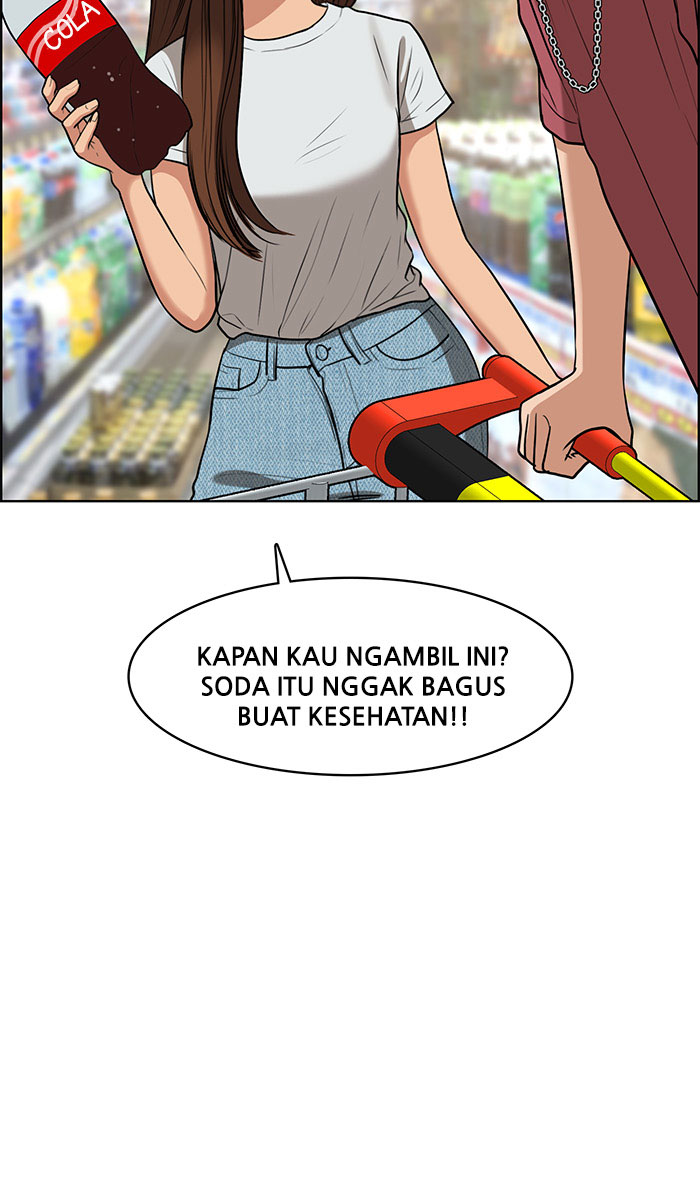 COLA
KAPAN KAU NGAMBIL INI?
SODA ITU NGGAK BAGUS
BUAT KESEHATAN!!